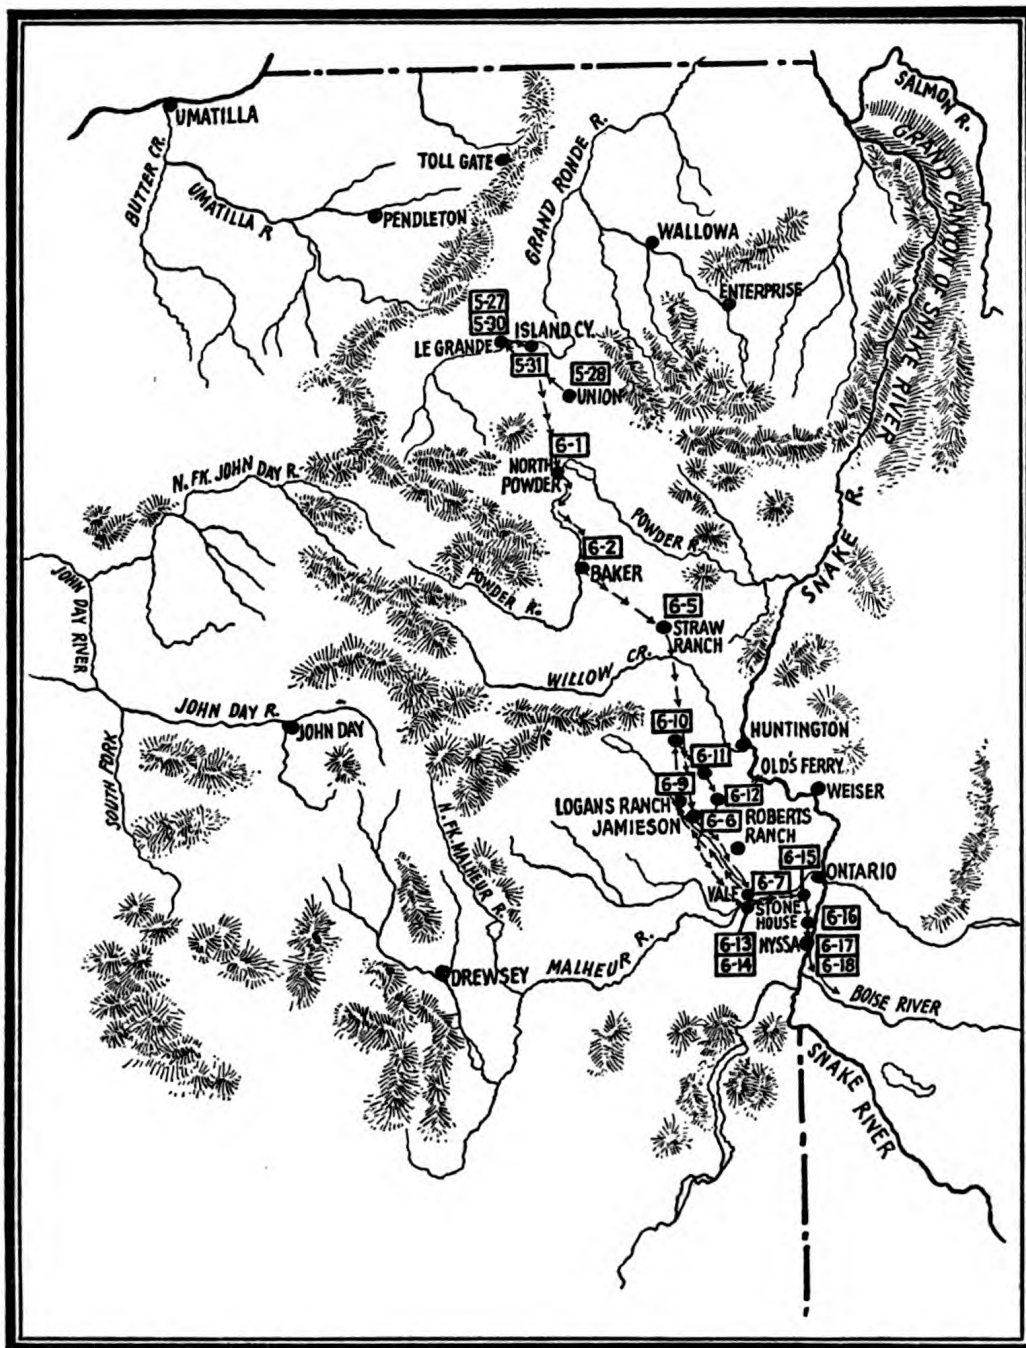 SALMON R.
UMATILLA
GRAND CANYON OF SNAKE RIVER
GRAND RONDE R.
BUTTER CR.
TOLL GATE
UMATILLA R
PENDLETON
WALLOWA
ENTERPRISE
5-27
5-30
ISLAND CY.
LE GRANDES
5-31
5-28
UNION
6-1
NORTH
POWDER
N. FK. JOHN DAY R.
POWDER R.
SNAKE R.
6-2
BAKER
JOHN DAY RIVER
POWDER R.
6-5
STRAW
RANCH
WILLOW CR.
JOHN DAY R.
JOHN DAY
SOUTH FORK
6-10
HUNTINGTON
6-11
OLD'S FERRY
6-9
WEISER
LOGANS RANCH
6-12
JAMIESON
6-6
ROBERTS
RANCH
N. FK. MALHEUR R.
6-15
ONTARIO
6-7
VALE
STONE
HOUSE
6-16
6-13
6-14
NYSSA
6-17
6-18
DREWSEY
MALHEUR R.
BOISE RIVER
SNAKE RIVER